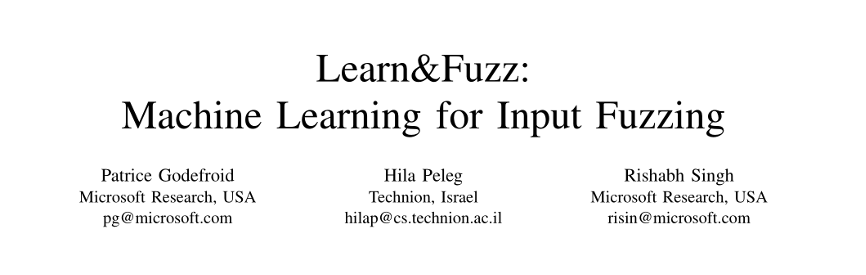 Learn&Fuzz:
Machine Learning for Input Fuzzing
Patrice Godefroid
Microsoft Research, USA
pg@microsoft.com
Hila Peleg
Technion, Israel
hilap@cs.technion.ac.il
Rishabh Singh
Microsoft Research, USA
risin@microsoft.com